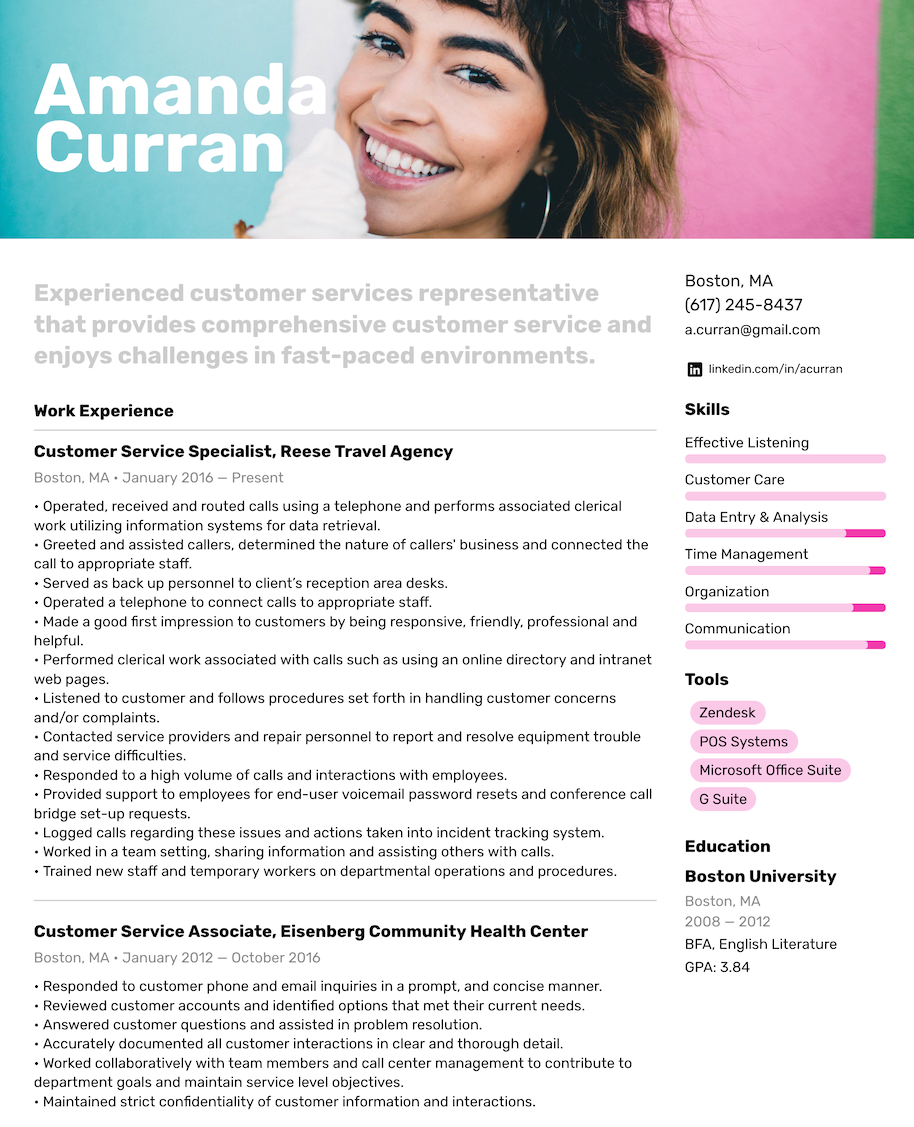 Amanda
Curran
Experienced customer services representative
that provides comprehensive customer service and
enjoys challenges in fast-paced environments.
Work Experience
Customer Service Specialist, Reese Travel Agency
Boston, MA • January 2016 — Present
• Operated, received and routed calls using a telephone and performs associated clerical
work utilizing information systems for data retrieval.
• Greeted and assisted callers, determined the nature of callers' business and connected the
call to appropriate staff.
• Served as back up personnel to client’s reception area desks.
• Operated a telephone to connect calls to appropriate staff.
• Made a good first impression to customers by being responsive, friendly, professional and
helpful.
• Performed clerical work associated with calls such as using an online directory and intranet
web pages.
• Listened to customer and follows procedures set forth in handling customer concerns
and/or complaints.
• Contacted service providers and repair personnel to report and resolve equipment trouble
and service difficulties.
• Responded to a high volume of calls and interactions with employees.
• Provided support to employees for end-user voicemail password resets and conference call
bridge set-up requests.
• Logged calls regarding these issues and actions taken into incident tracking system.
• Worked in a team setting, sharing information and assisting others with calls.
• Trained new staff and temporary workers on departmental operations and procedures.
Customer Service Associate, Eisenberg Community Health Center
Boston, MA • January 2012 — October 2016
• Responded to customer phone and email inquiries in a prompt, and concise manner.
• Reviewed customer accounts and identified options that met their current needs.
• Answered customer questions and assisted in problem resolution.
• Accurately documented all customer interactions in clear and thorough detail.
• Worked collaboratively with team members and call center management to contribute to
department goals and maintain service level objectives.
• Maintained strict confidentiality of customer information and interactions.
Boston, MA
(617) 245-8437
a.curran@gmail.com
in linkedin.com/in/acurran
Skills
Effective Listening
Customer Care
Data Entry & Analysis
Time Management
Organization
Communication
Tools
Zendesk
POS Systems
Microsoft Office Suite
G Suite
Education
Boston University
Boston, MA
2008 — 2012
BFA, English Literature
GPA: 3.84